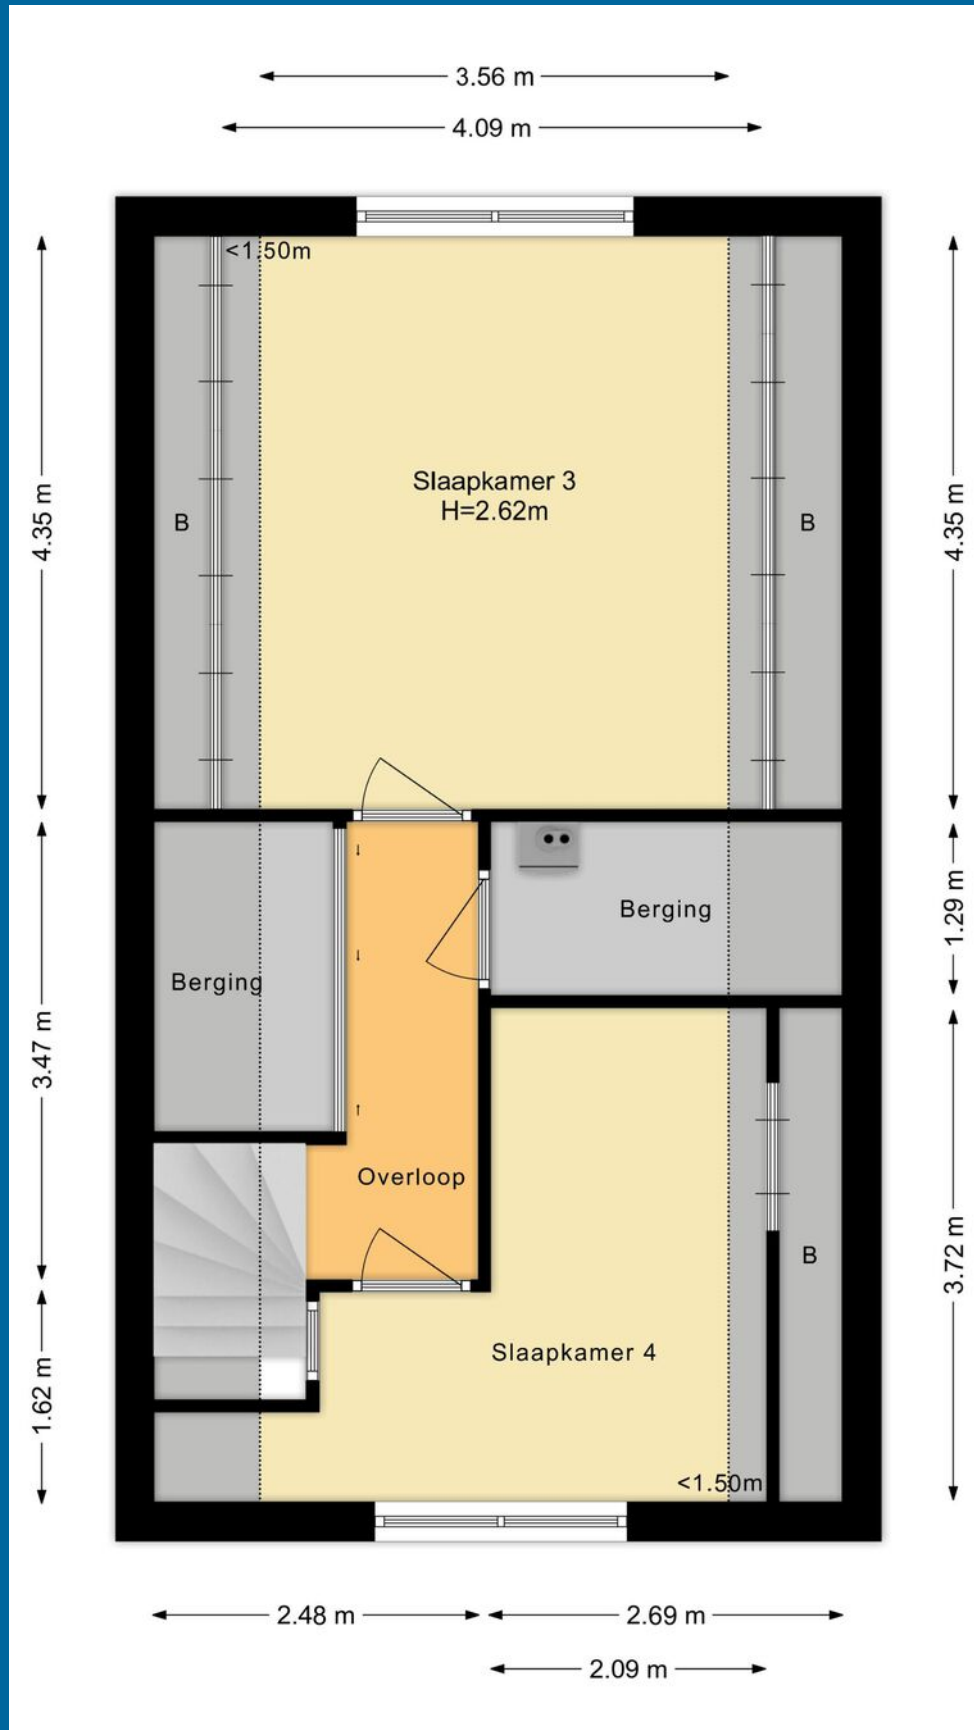 3.56 m
4.09 m
<1.50m
4.35 m
4.35 m
Slaapkamer 3
H=2.62m
B
B
Berging
1.29 m
Berging
3.47 m
Overloop
3.72 m
B
Slaapkamer 4
1.62 m
<1.50m
2.48 m
2.69 m
2.09 m